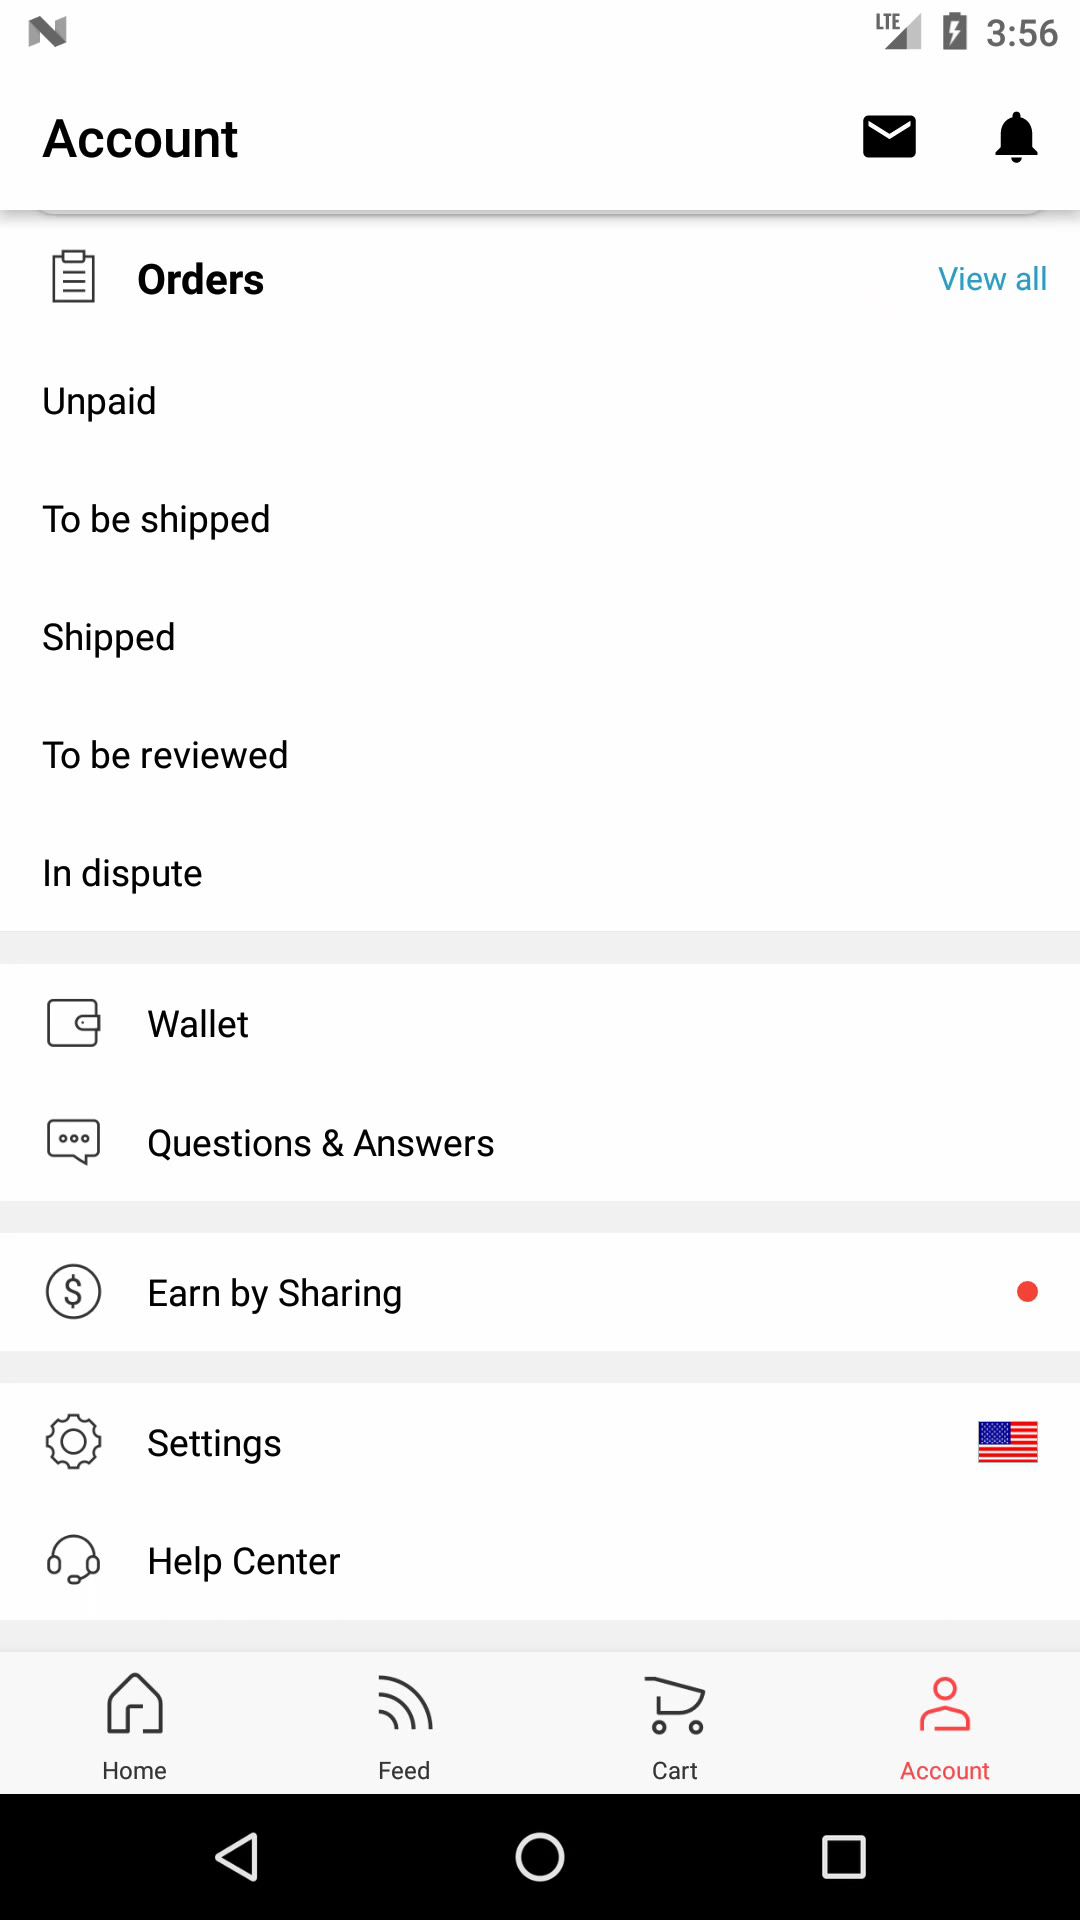 LTE 3:56
Account
Orders View all
Unpaid
To be shipped
Shipped
To be reviewed
In dispute
Wallet
Questions & Answers
$ Earn by Sharing
Settings
Help Center
Home Feed Cart Account